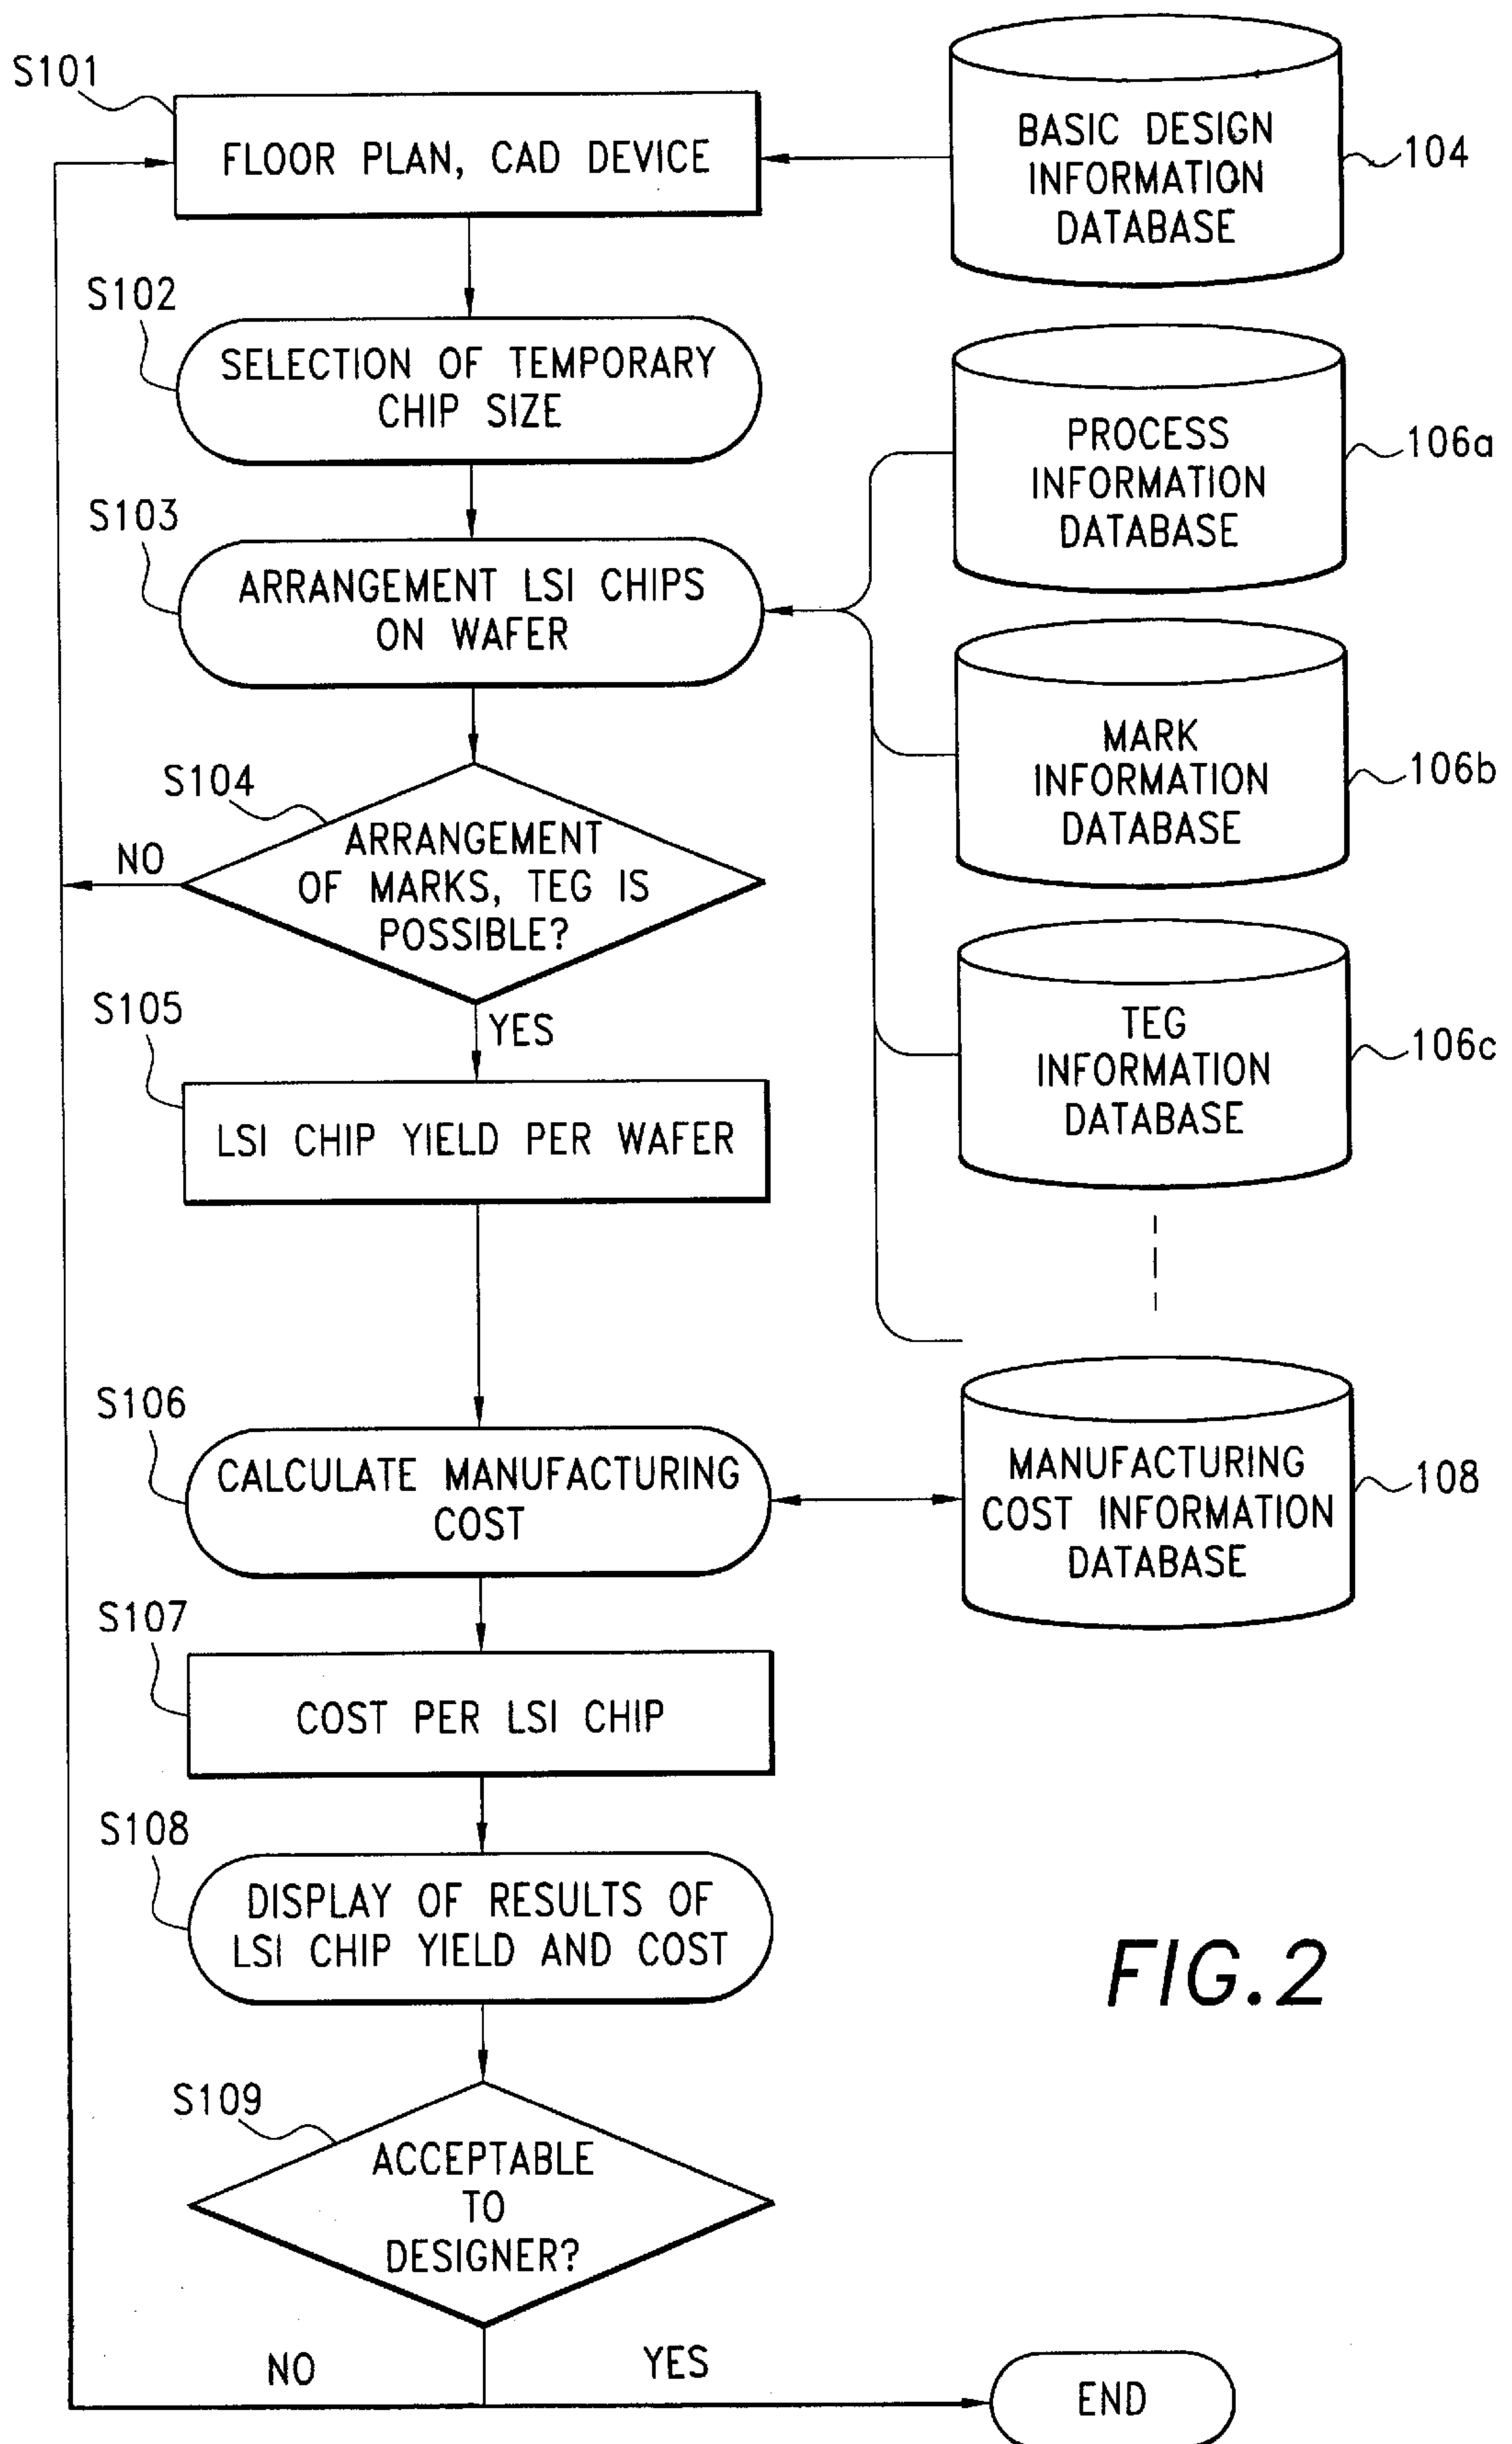 S101
FLOOR PLAN, CAD DEVICE
BASIC DESIGN
INFORMATION
DATABASE
104
S102
SELECTION OF TEMPORARY
CHIP SIZE
PROCESS
INFORMATION
DATABASE
106a
S103
ARRANGEMENT LSI CHIPS
ON WAFER
MARK
INFORMATION
DATABASE
106b
S104
ARRANGEMENT
OF MARKS, TEG IS
POSSIBLE?
NO
YES
TEG
INFORMATION
DATABASE
106c
S105
LSI CHIP YIELD PER WAFER
S106
CALCULATE MANUFACTURING
COST
MANUFACTURING
COST INFORMATION
DATABASE
108
S107
COST PER LSI CHIP
S108
DISPLAY OF RESULTS OF
LSI CHIP YIELD AND COST
FIG.2
S109
ACCEPTABLE
TO
DESIGNER?
NO
YES
END